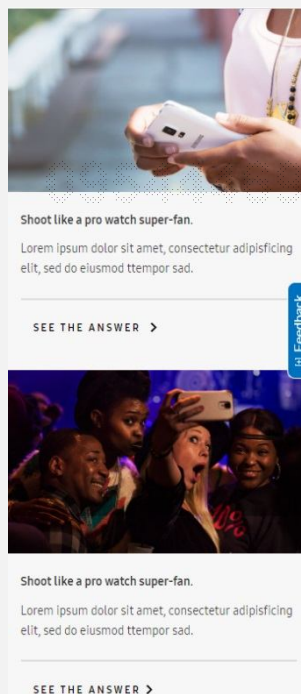 Shoot like a pro watch super-fan.
Lorem ipsum dolor sit amet, consectetur adipisficing
elit, sed do eiusmod ttempor sad.
SEE THE ANSWER
Feedback
Shoot like a pro watch super-fan.
Lorem ipsum dolor sit amet, consectetur adipisficing
elit, sed do eiusmod ttempor sad.
SEE THE ANSWER